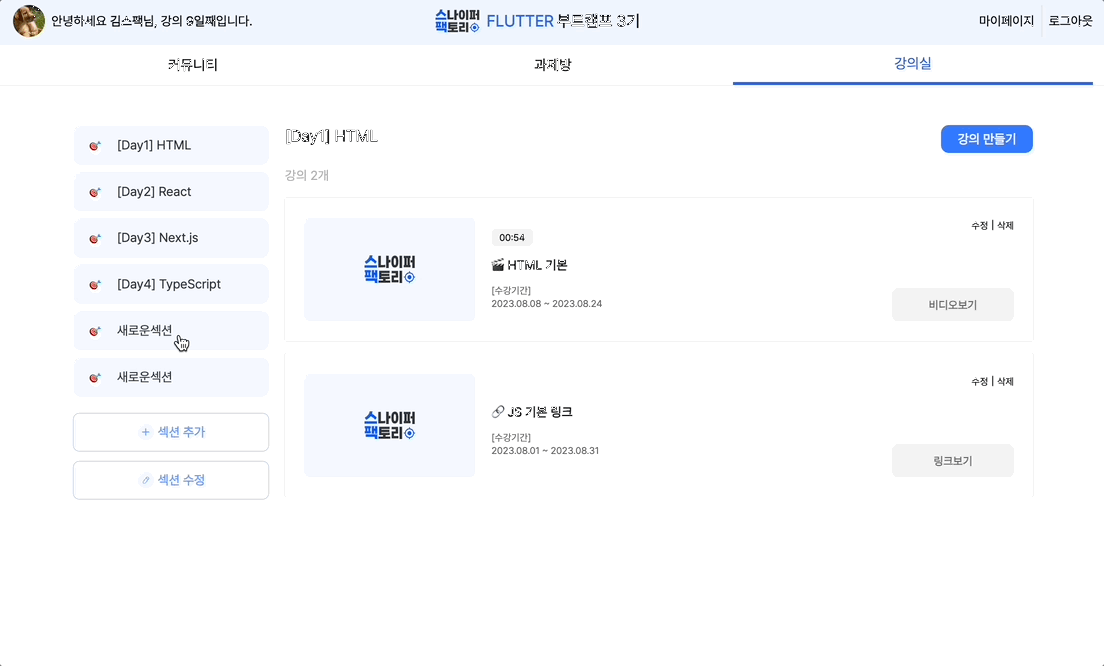 안녕하세요 김스팩님, 강의 9일째입니다.
스나이퍼
팩토리
FLUTTER 부트캠프 3기
마이페이지
로그아웃
커뮤니티
과제방
강의실
[Day1] HTML
[Day2] React
[Day3] Next.js
[Day4] TypeScript
새로운섹션
새로운섹션
+ 섹션 추가
섹션 수정
[Day1] HTML
강의 만들기
강의 2개
스나이퍼
팩토리
00:54
HTML 기본
[수강기간]
2023.08.08 ~ 2023.08.24
수정 | 삭제
비디오보기
스나이퍼
팩토리
JS 기본 링크
[수강기간]
2023.08.01 ~ 2023.08.31
수정 | 삭제
링크보기